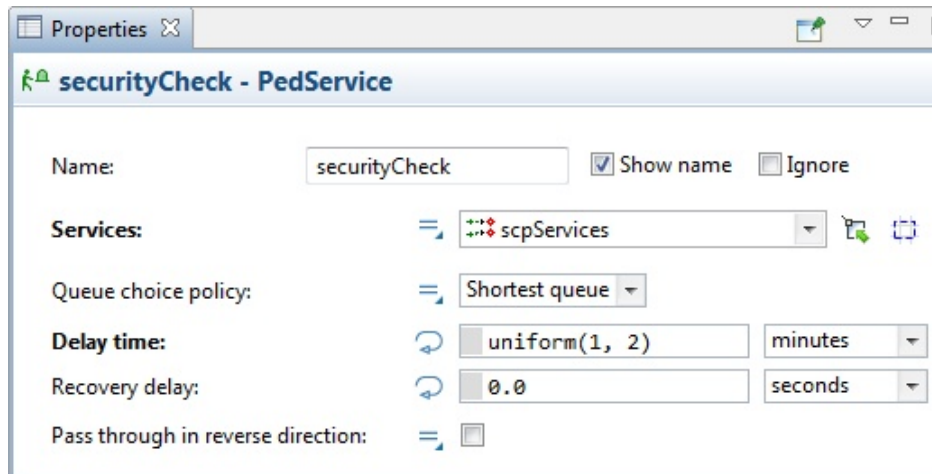 Properties
securityCheck - PedService
Name: securityCheck Show name Ignore
Services: scpServices
Queue choice policy: Shortest queue
Delay time: uniform(1, 2) minutes
Recovery delay: 0.0 seconds
Pass through in reverse direction: